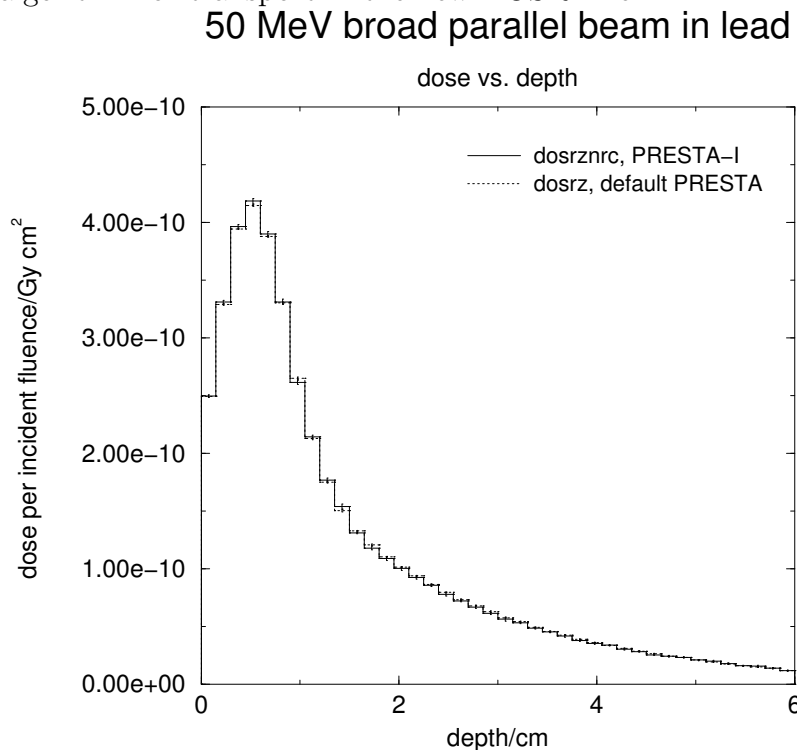 50 MeV broad parallel beam in lead
dose vs. depth
5.00e−10
4.00e−10
3.00e−10
2.00e−10
1.00e−10
0.00e+00
dose per incident fluence/Gy cm²
dosrznrc, PRESTA−I
dosrz, default PRESTA
0
2
4
6
depth/cm